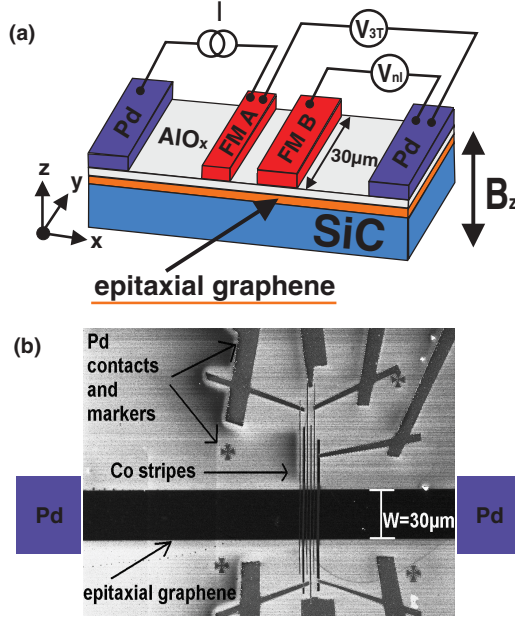 (a)
I
V3T
Vnl
Pd
AlOx
FM A
FM B
30µm
Pd
Bz
z
y
x
SiC
epitaxial graphene
(b)
Pd
contacts
and
markers
Co stripes
Pd
W=30µm
Pd
epitaxial graphene